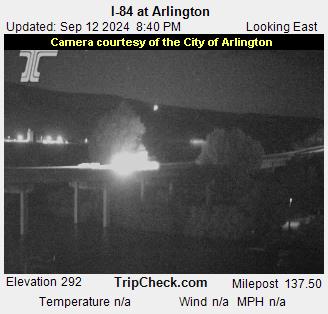 I-84 at Arlington
Updated: Sep 12 2024 8:40 PM Looking East
Camera courtesy of the City of Arlington
Elevation 292 TripCheck.com Milepost 137.50
Temperature n/a Wind n/a MPH n/a